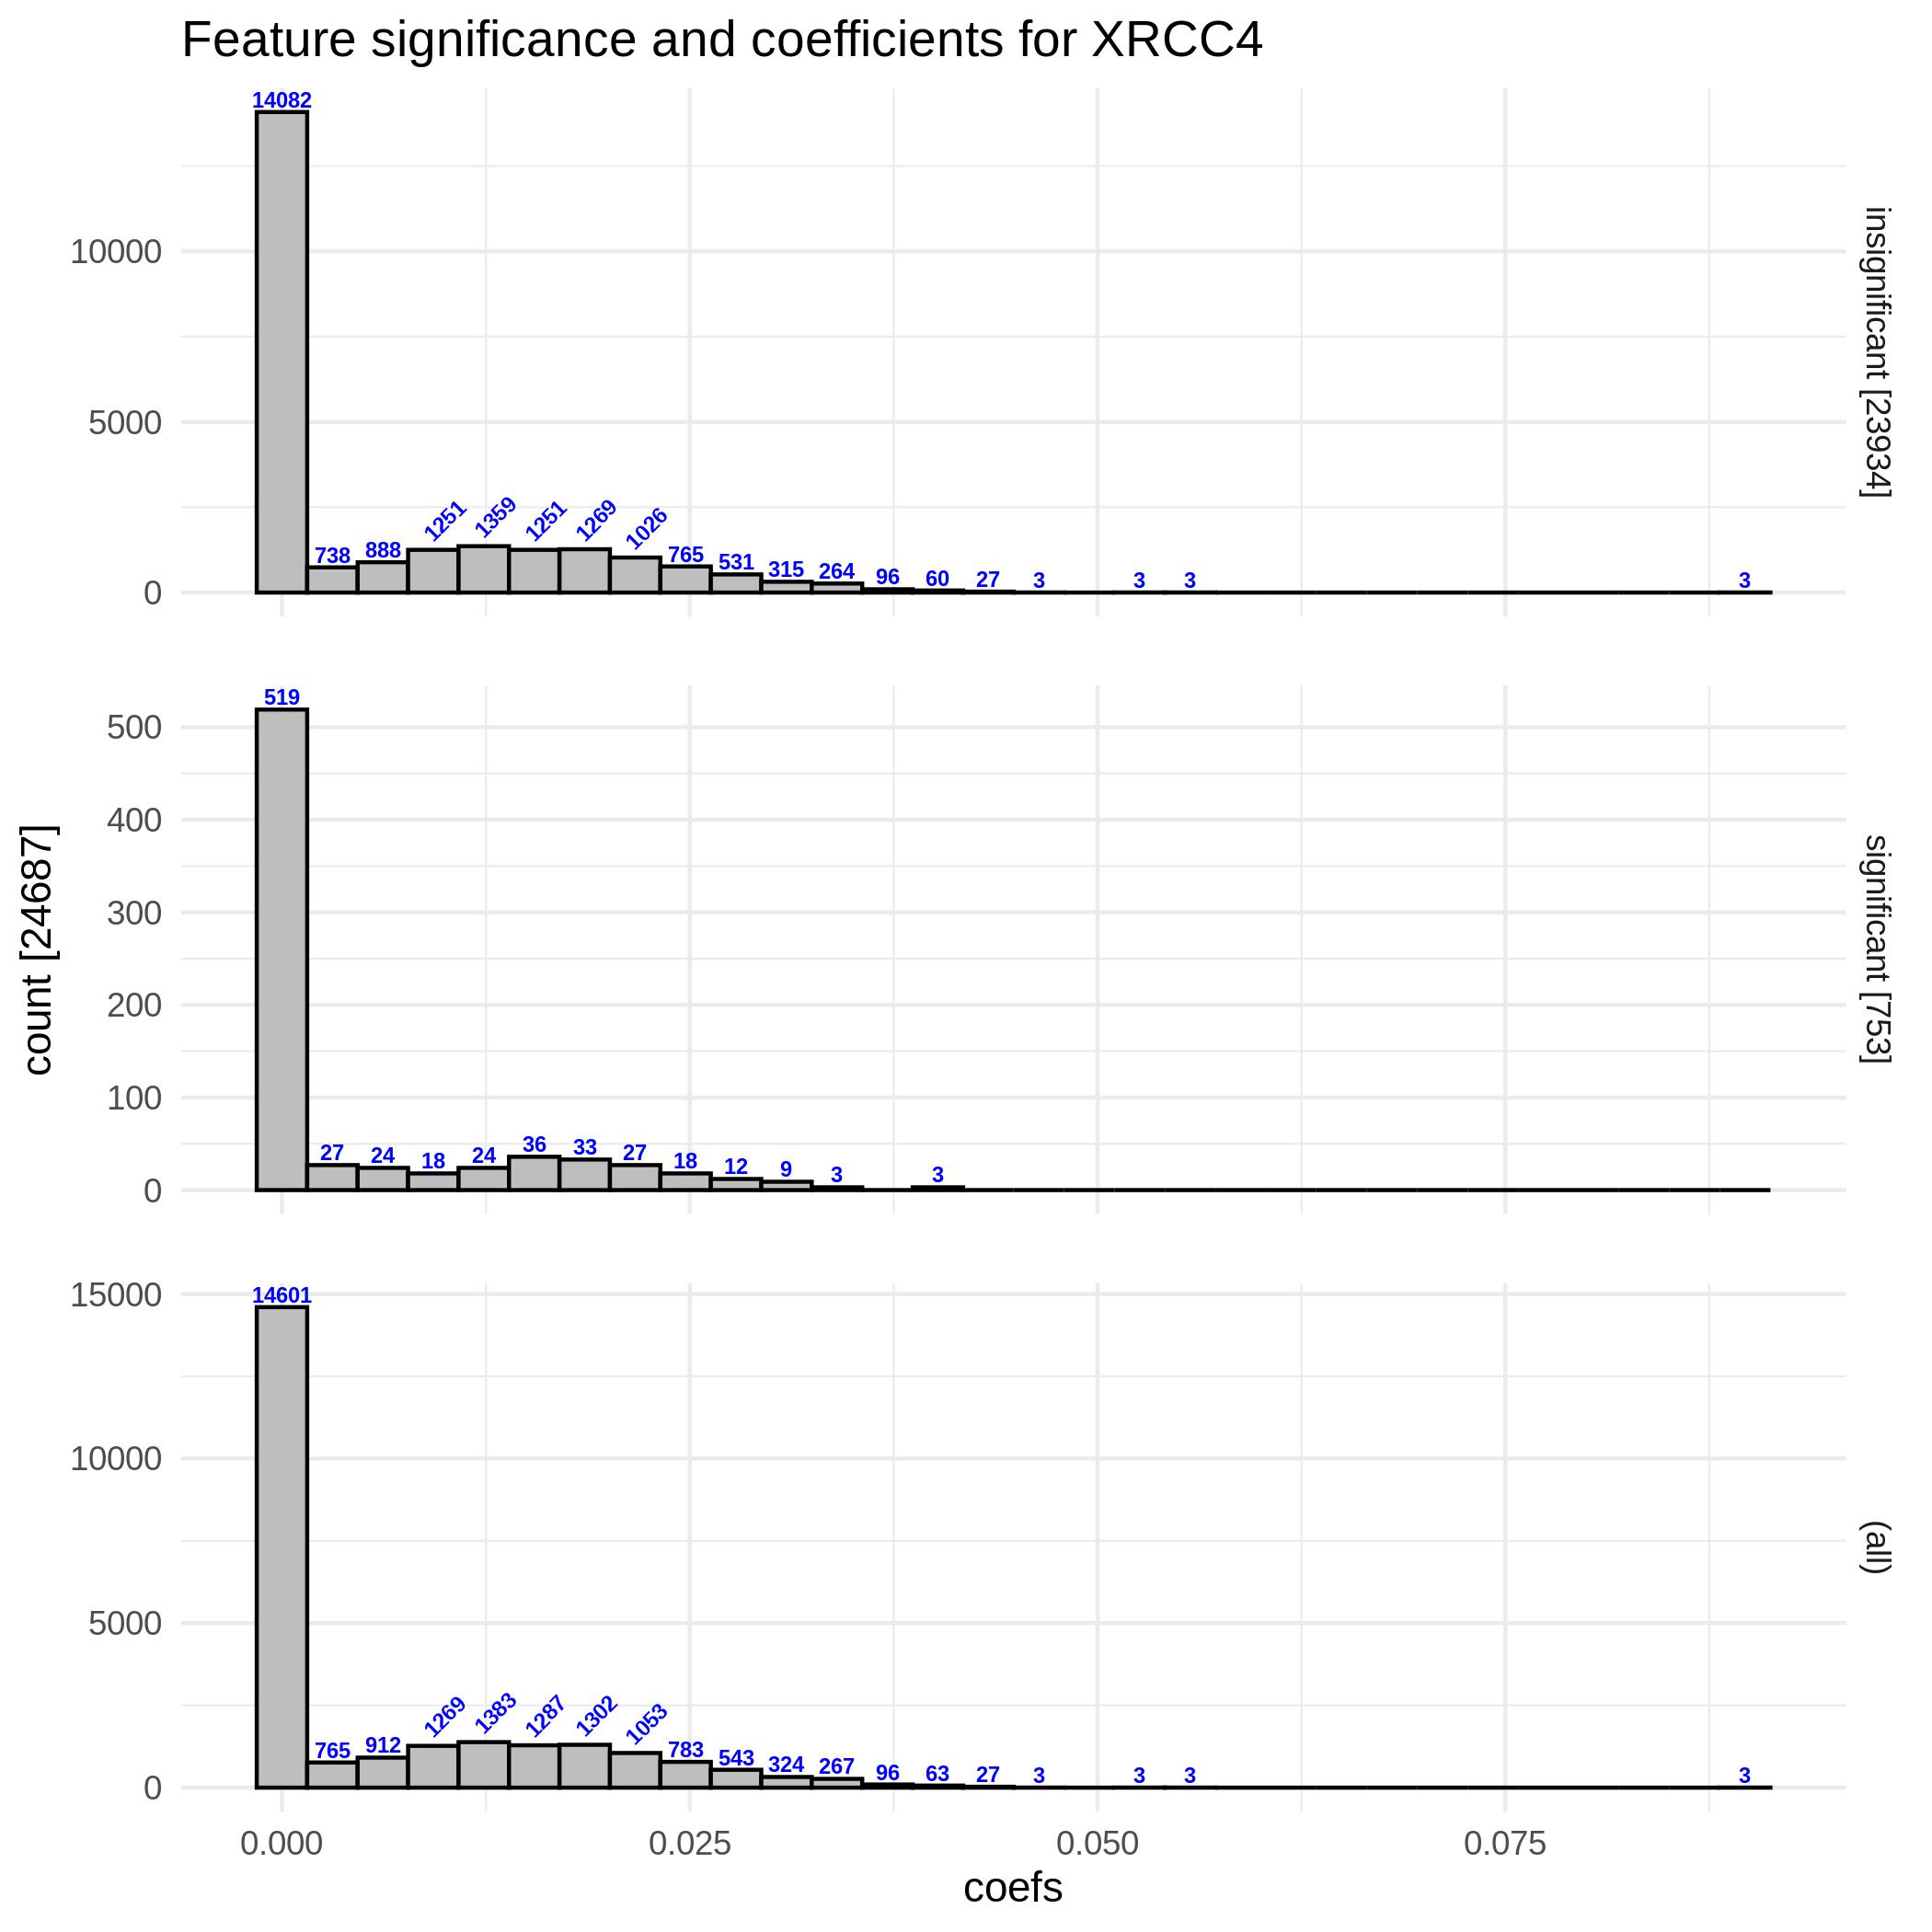 Feature significance and coefficients for XRCC4
14082
10000
5000
0
738 888 1251 1359 1251 1269 1026 765 531 315 264 96 60 27 3 3 3 3
insignificant [23934]
519
500
400
300
200
100
0
27 24 18 24 36 33 27 18 12 9 3 3
significant [753]
count [24687]
14601
15000
10000
5000
0
765 912 1269 1383 1287 1302 1053 783 543 324 267 96 63 27 3 3 3 3
(all)
0.000 0.025 0.050 0.075
coefs